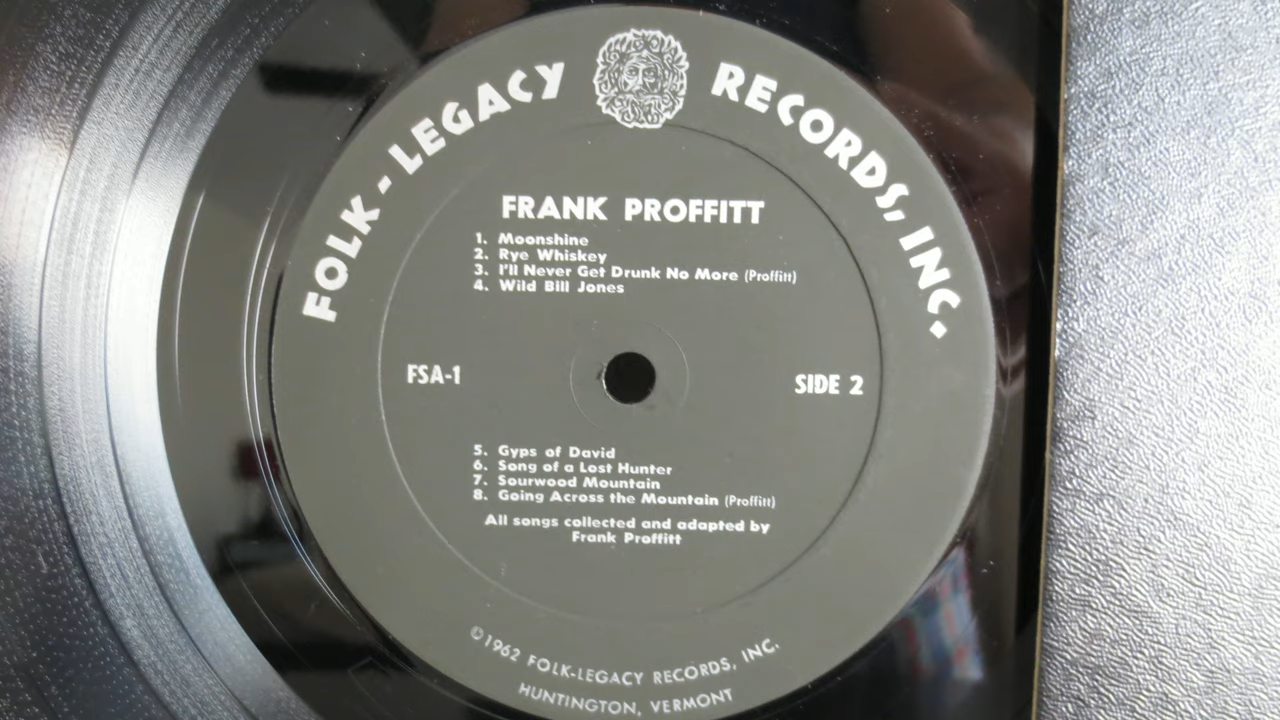 FOLK-LEGACY RECORDS, INC.
FRANK PROFFITT
1. Moonshine
2. Rye Whiskey
3. I'll Never Get Drunk No More (Proffitt)
4. Wild Bill Jones
FSA-1 SIDE 2
5. Gyps of David
6. Song of a Lost Hunter
7. Sourwood Mountain
8. Going Across the Mountain (Proffitt)
All songs collected and adapted by
Frank Proffitt
©1962 FOLK-LEGACY RECORDS, INC.
HUNTINGTON, VERMONT